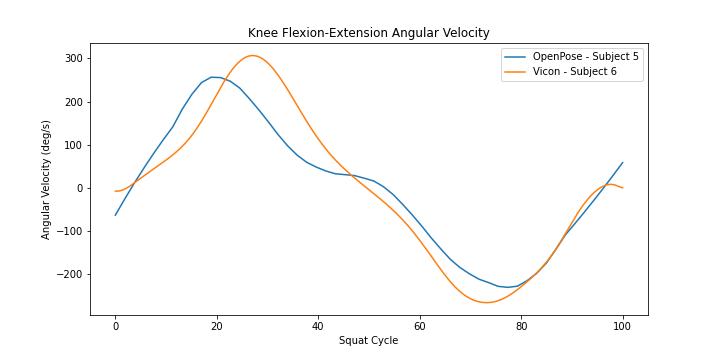 Knee Flexion-Extension Angular Velocity
OpenPose - Subject 5
Vicon - Subject 6
300
200
100
0
−100
−200
Angular Velocity (deg/s)
0
20
40
60
80
100
Squat Cycle